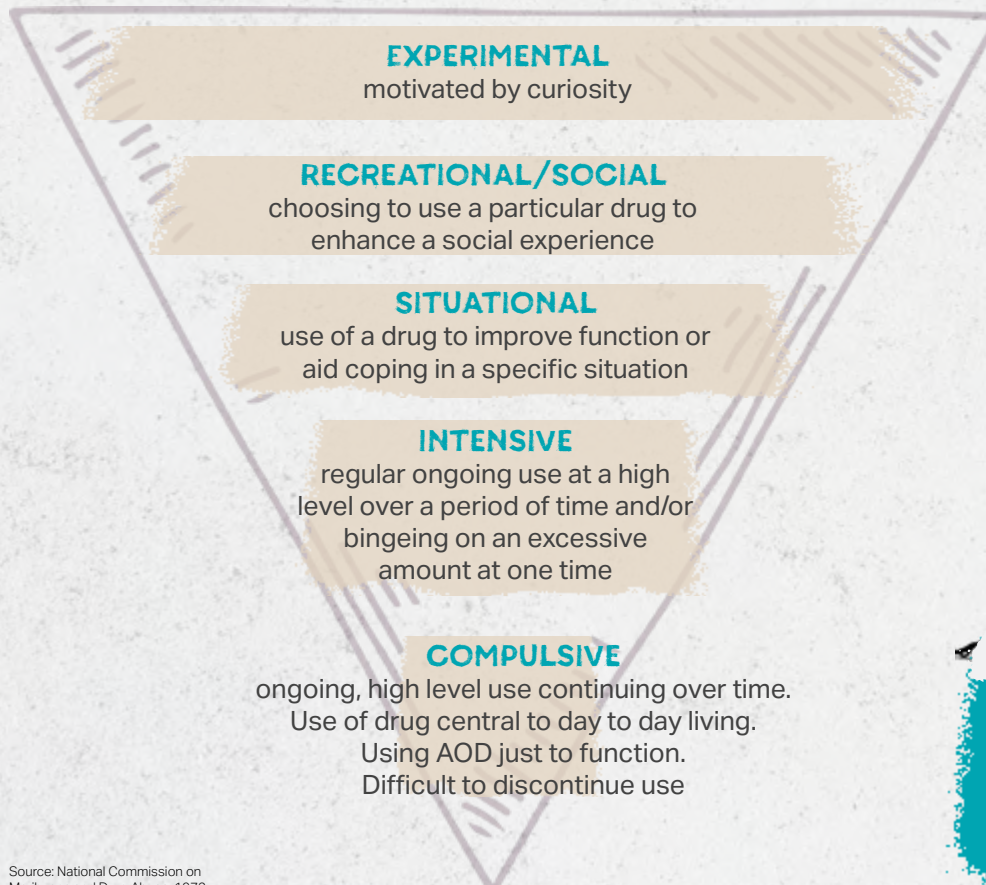 EXPERIMENTAL
motivated by curiosity
RECREATIONAL/SOCIAL
choosing to use a particular drug to
enhance a social experience
SITUATIONAL
use of a drug to improve function or
aid coping in a specific situation
INTENSIVE
regular ongoing use at a high
level over a period of time and/or
bingeing on an excessive
amount at one time
COMPULSIVE
ongoing, high level use continuing over time.
Use of drug central to day to day living.
Using AOD just to function.
Difficult to discontinue use
Source: National Commission on